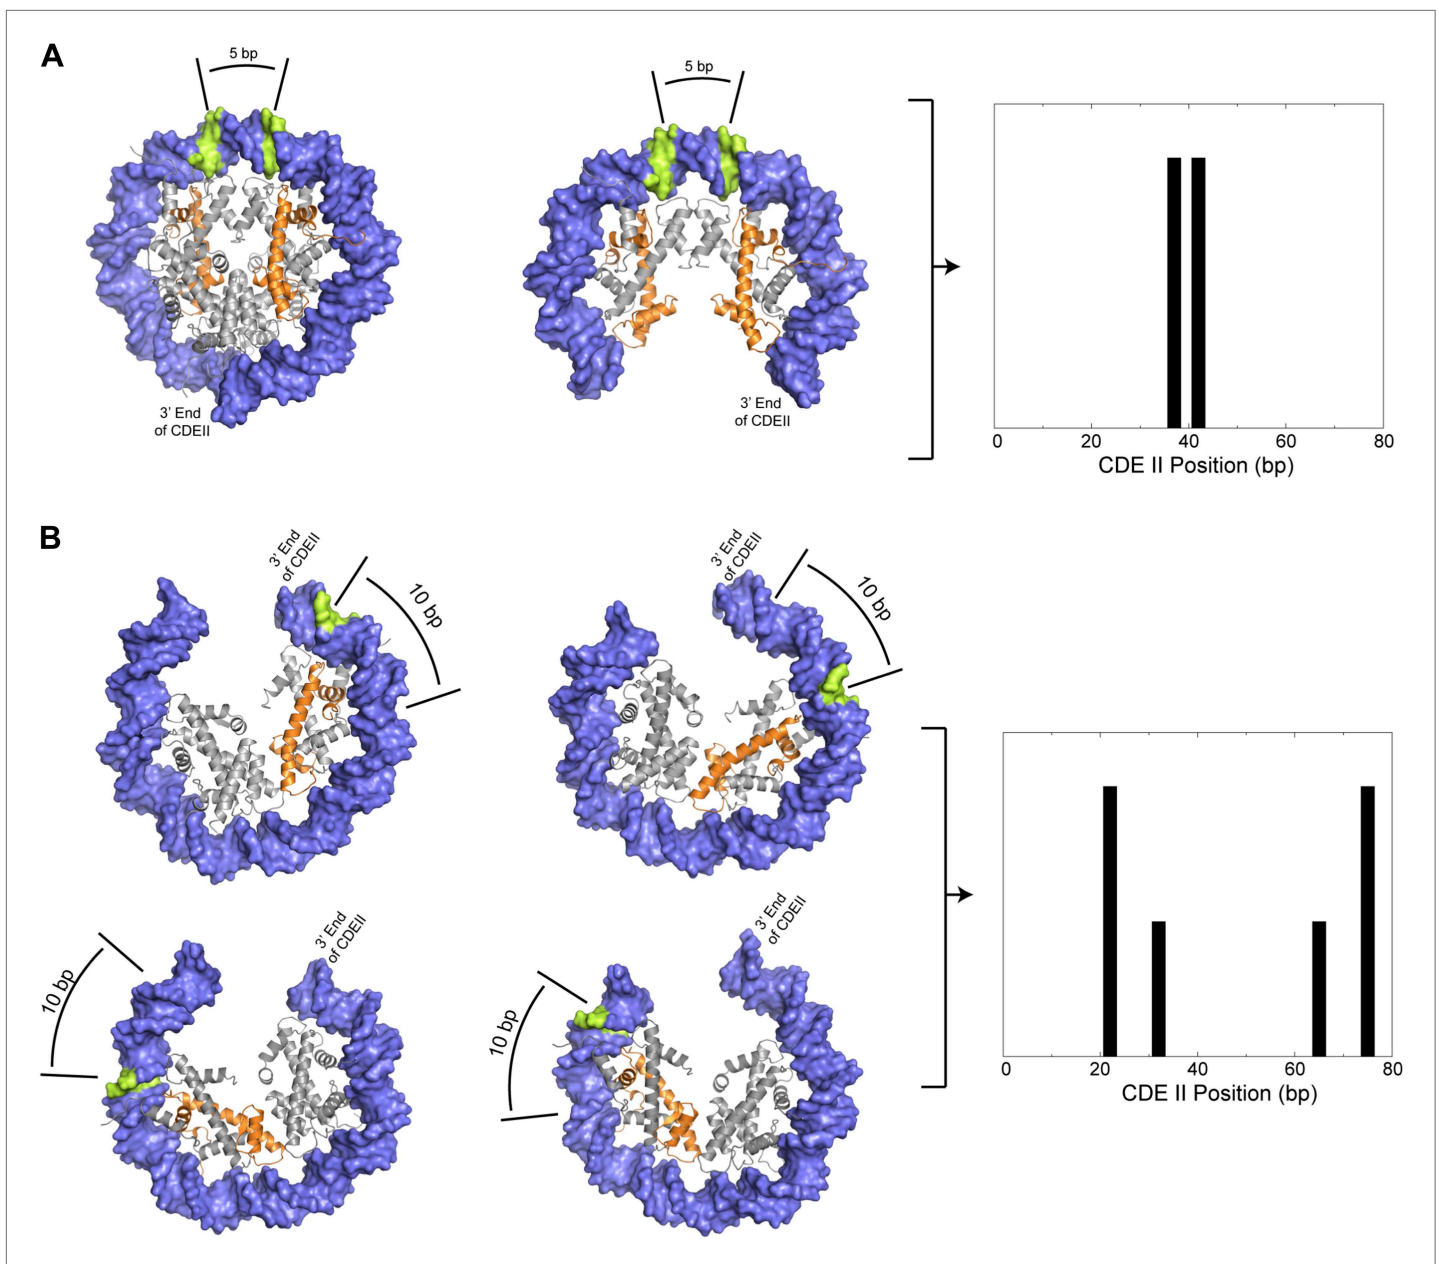 A
5 bp
3' End
of CDEII
5 bp
3' End
of CDEII
0 20 40 60 80
CDE II Position (bp)
B
3' End
of CDEII
10 bp
3' End
of CDEII
10 bp
10 bp
3' End
of CDEII
10 bp
3' End
of CDEII
0 20 40 60 80
CDE II Position (bp)